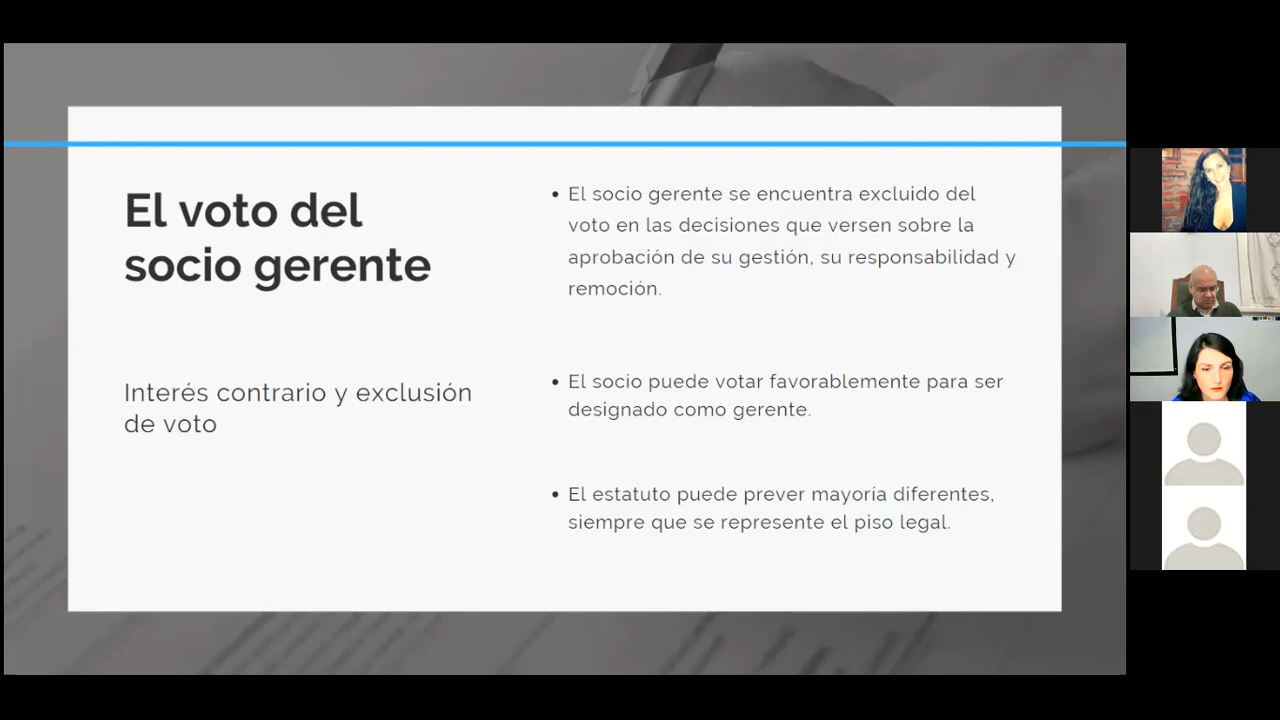 El voto del
socio gerente
Interés contrario y exclusión
de voto
• El socio gerente se encuentra excluido del
voto en las decisiones que versen sobre la
aprobación de su gestión, su responsabilidad y
remoción.
• El socio puede votar favorablemente para ser
designado como gerente.
• El estatuto puede prever mayoría diferentes,
siempre que se represente el piso legal.